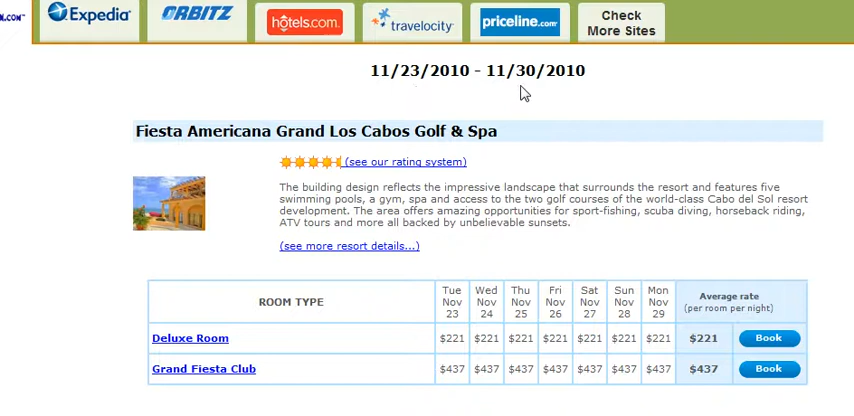 N.COM™
Expedia®
ORBITZ
hotels.com.
travelocity
priceline.com
Check
More Sites
11/23/2010 - 11/30/2010
Fiesta Americana Grand Los Cabos Golf & Spa
(see our rating system)
The building design reflects the impressive landscape that surrounds the resort and features five
swimming pools, a gym, spa and access to the two golf courses of the world-class Cabo del Sol resort
development. The area offers amazing opportunities for sport-fishing, scuba diving, horseback riding,
ATV tours and more all backed by unbelievable sunsets.
(see more resort details...)
ROOM TYPE
Tue Nov 23
Wed Nov 24
Thu Nov 25
Fri Nov 26
Sat Nov 27
Sun Nov 28
Mon Nov 29
Average rate
(per room per night)
Deluxe Room $221 $221 $221 $221 $221 $221 $221 $221 Book
Grand Fiesta Club $437 $437 $437 $437 $437 $437 $437 $437 Book